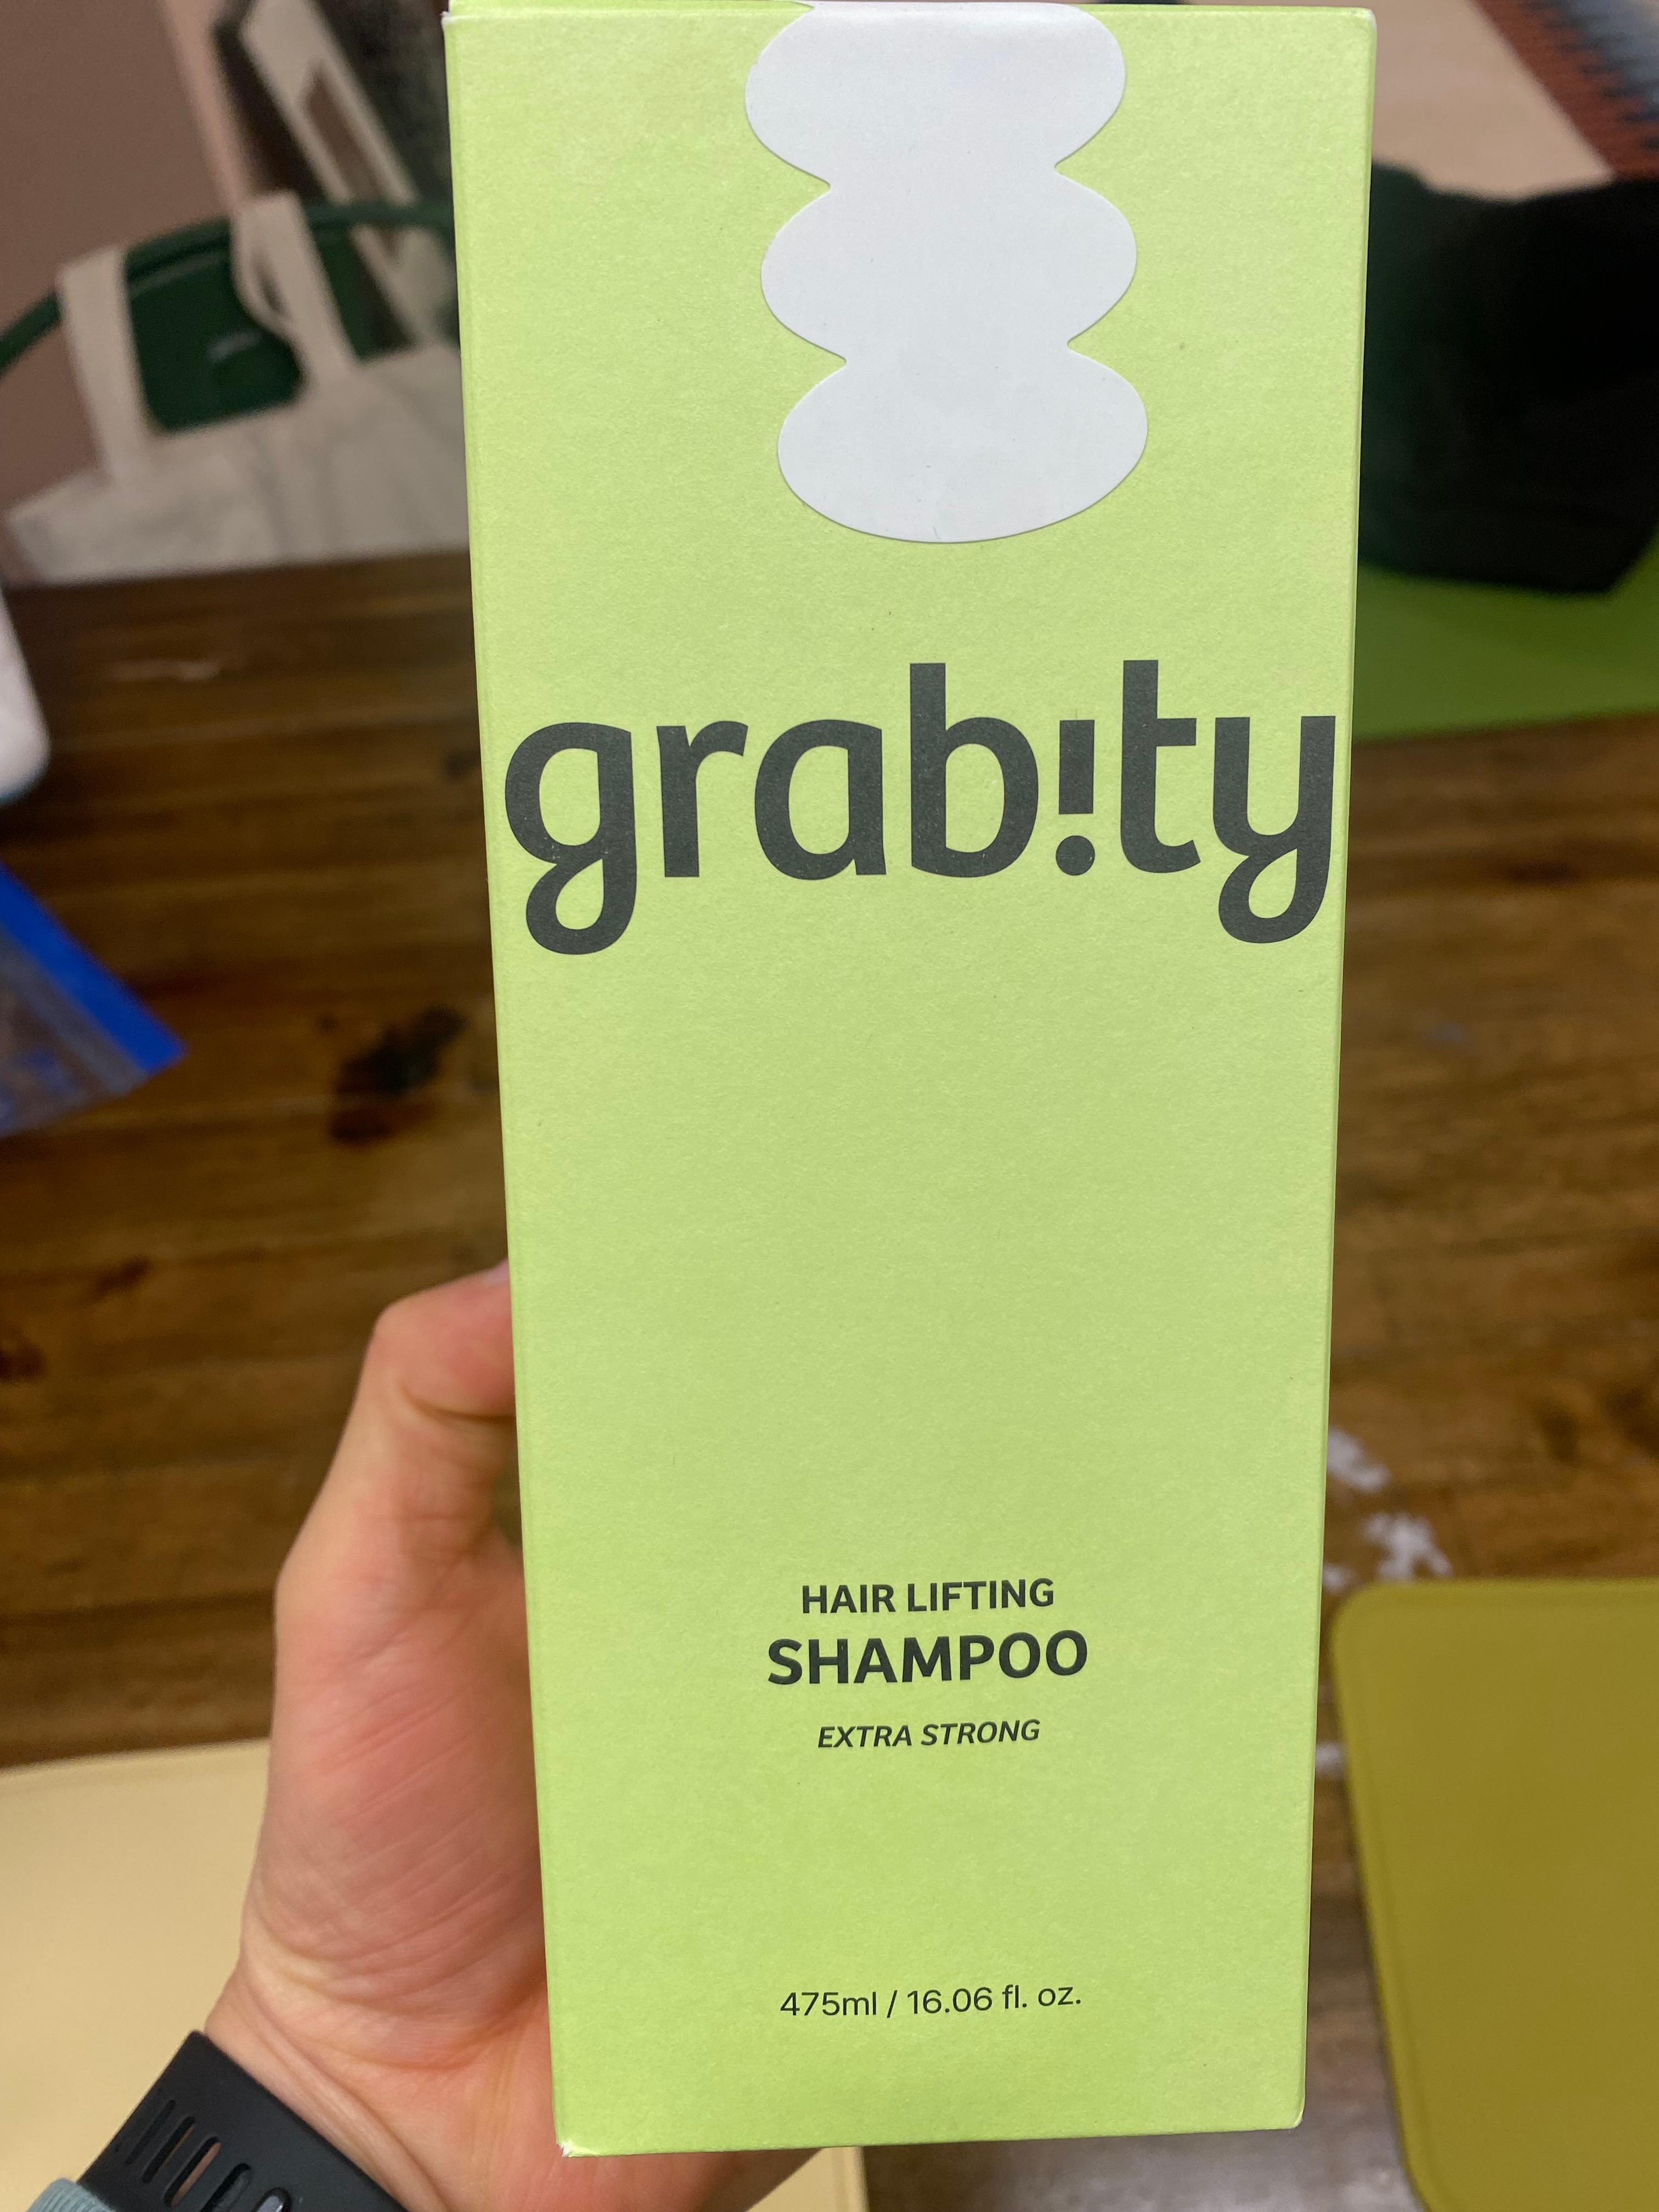 grab!ty
HAIR LIFTING
SHAMPOO
EXTRA STRONG
475ml / 16.06 fl. oz.